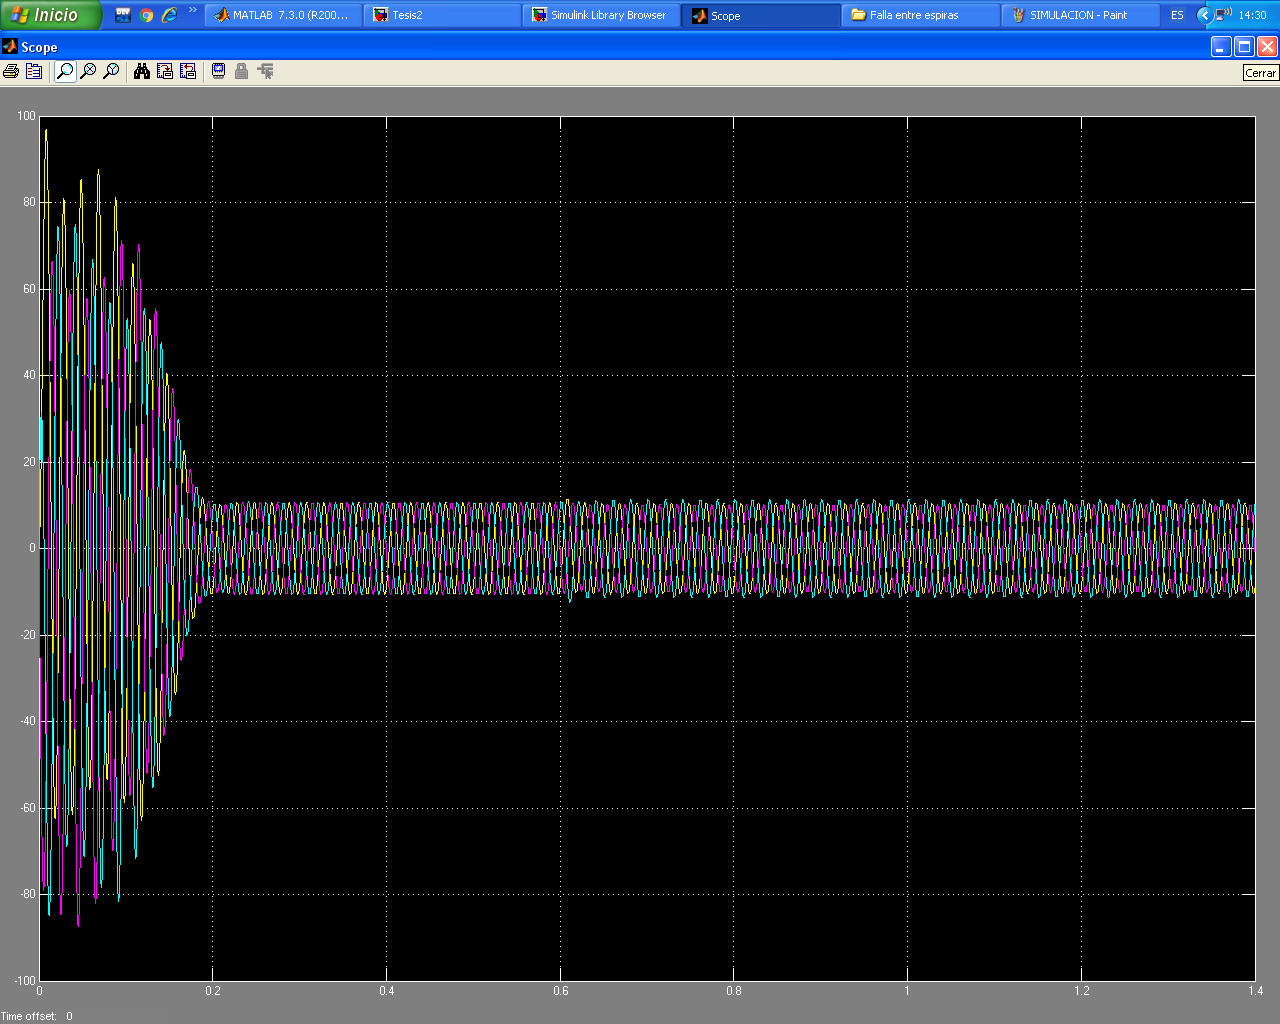 Inicio
DEV
»
MATLAB 7.3.0 (R200...
Tesis2
Simulink Library Browser
Scope
Falla entre espiras
SIMULACION - Paint
ES
14:30
Scope
Cerrar
100
80
60
40
20
0
-20
-40
-60
-80
-100
0 0.2 0.4 0.6 0.8 1 1.2 1.4
Time offset: 0